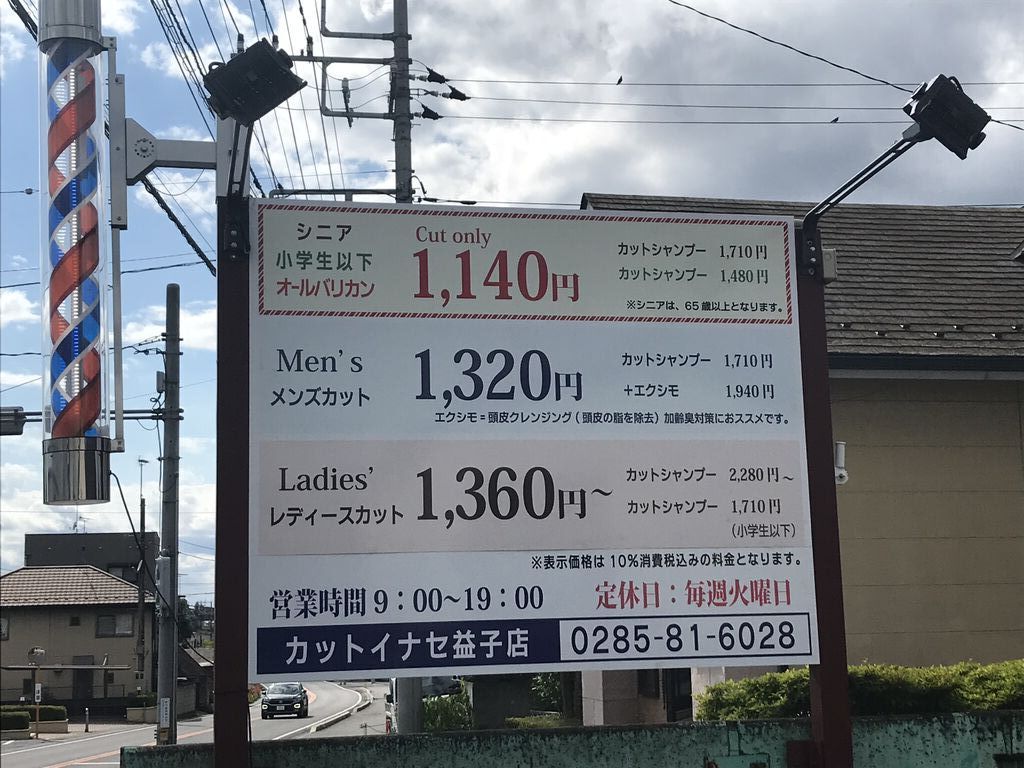 シニア
小学生以下
オールバリカン
Cut only
1,140円
カットシャンプー 1,710円
カットシャンプー 1,480円
※シニアは、65歳以上となります。
Men's
メンズカット
1,320円
カットシャンプー 1,710円
+エクシモ 1,940円
エクシモ=頭皮クレンジング(頭皮の脂を除去)加齢臭対策におススメです。
Ladies'
レディースカット
1,360円~
カットシャンプー 2,280円~
カットシャンプー 1,710円
(小学生以下)
※表示価格は10%消費税込みの料金となります。
営業時間9:00~19:00
定休日:毎週火曜日
カットイナセ益子店
0285-81-6028